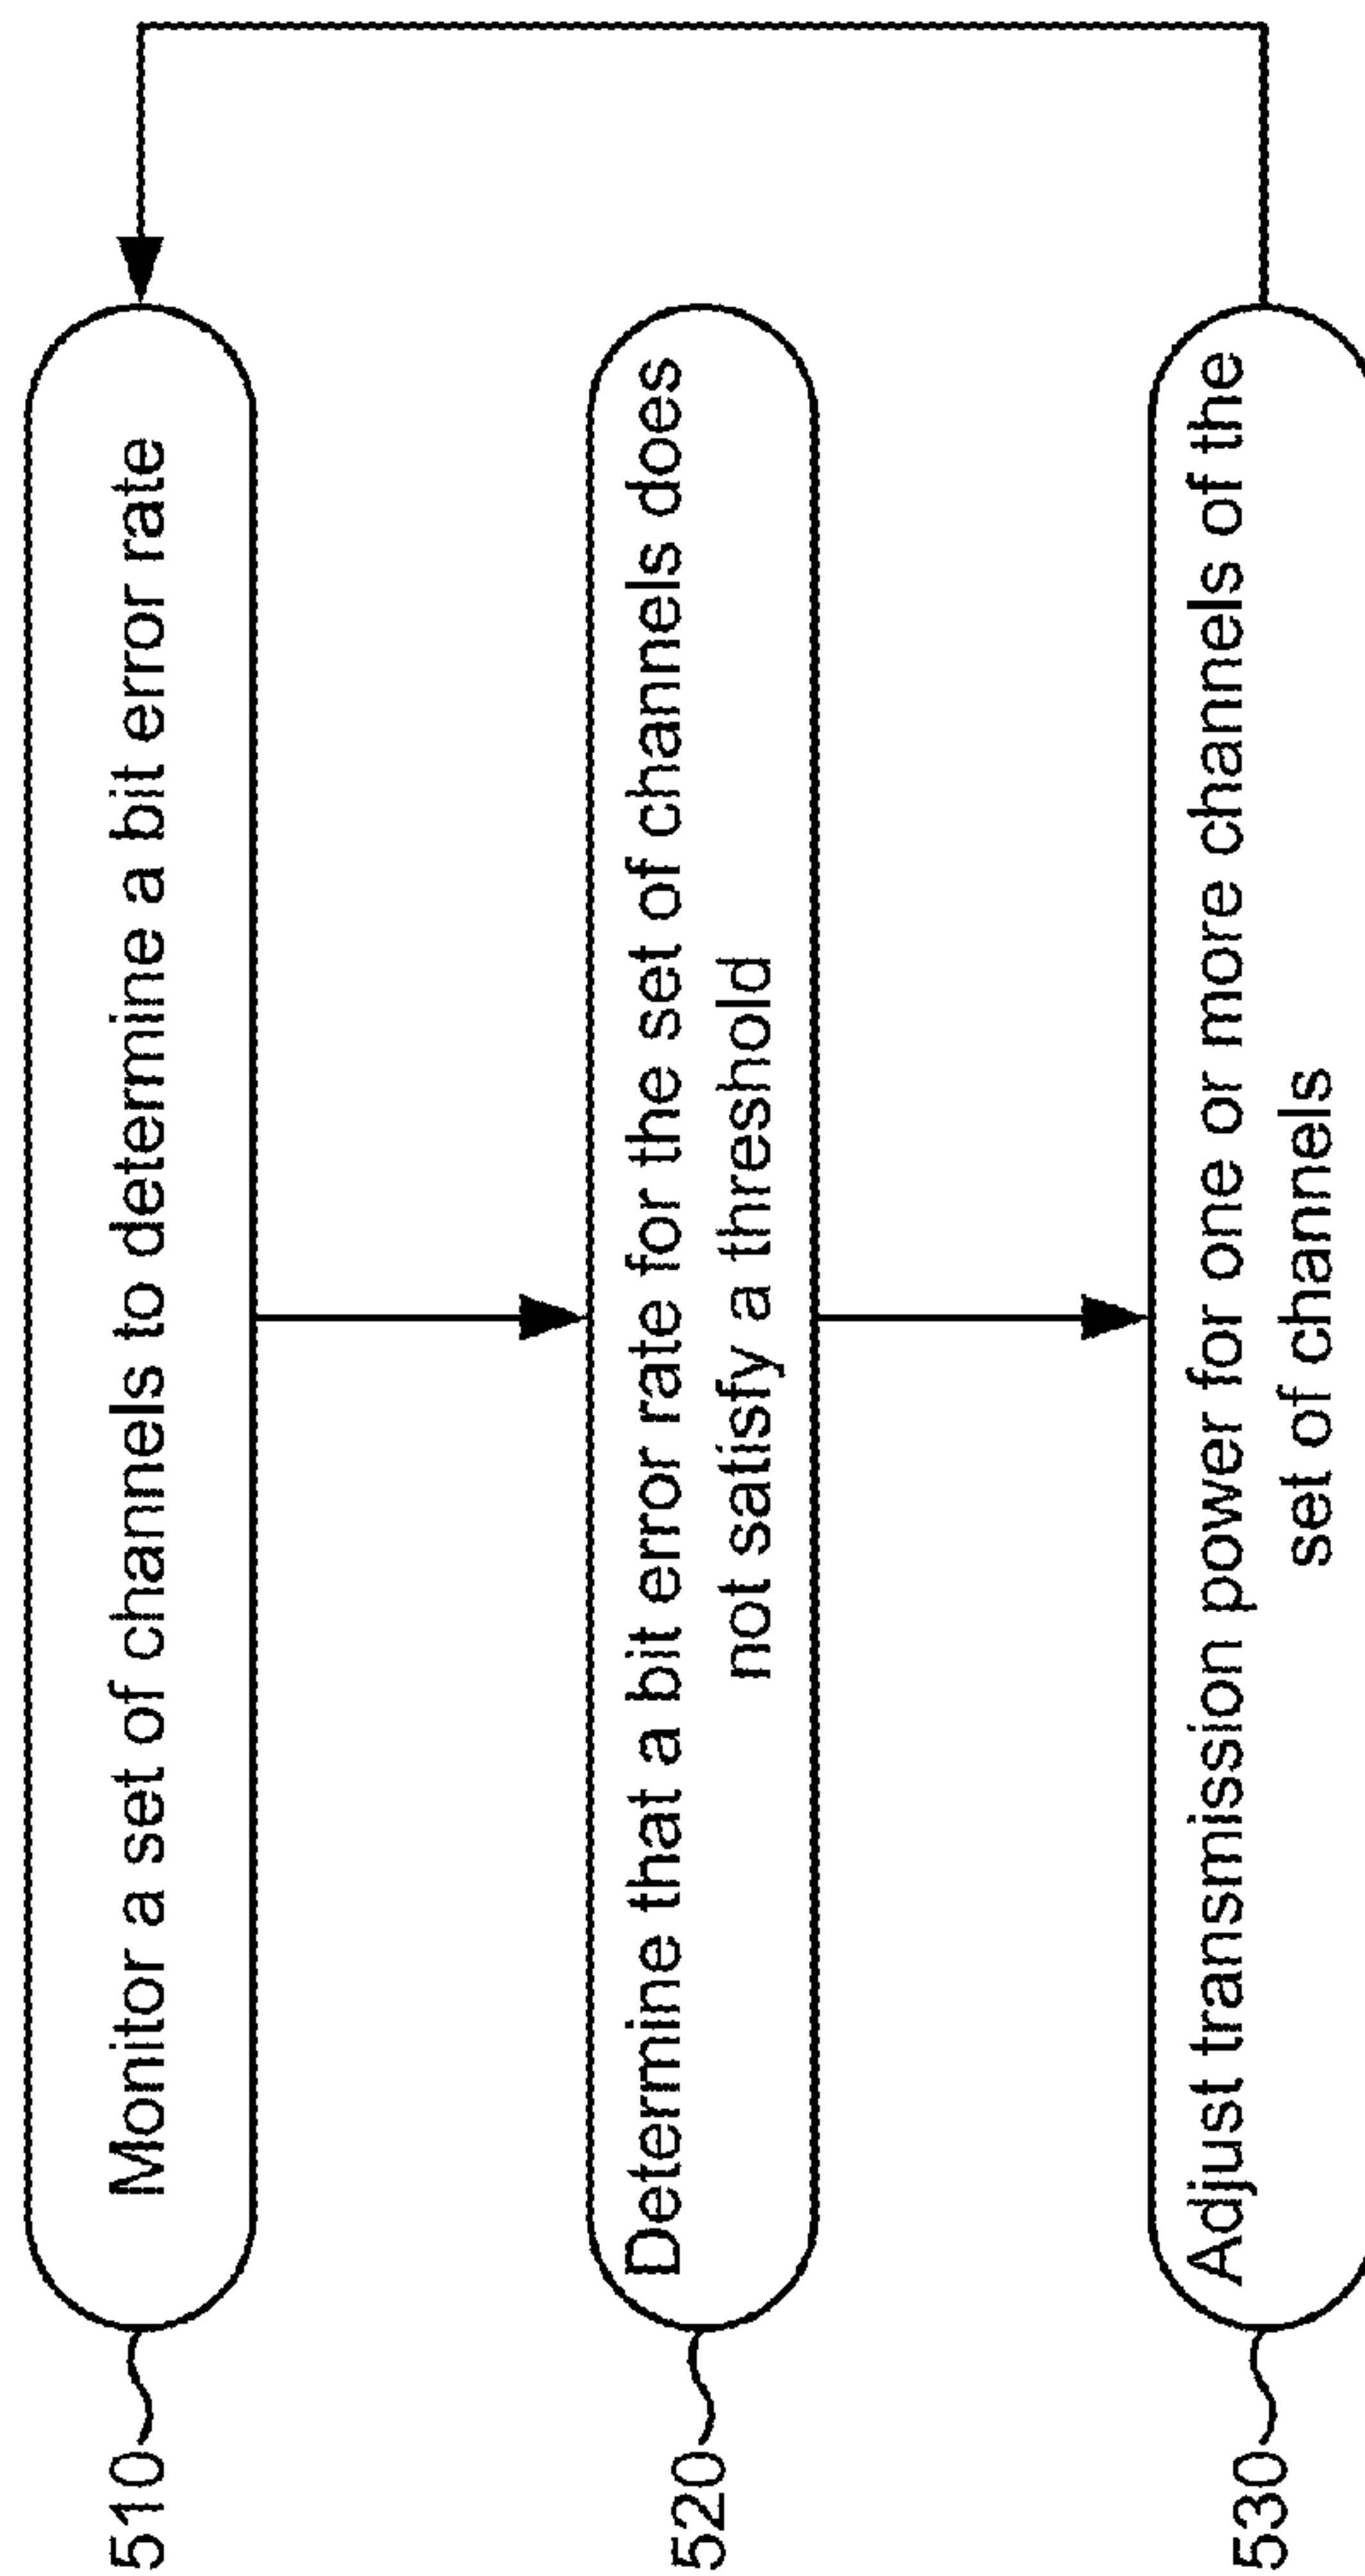 510
Monitor a set of channels to determine a bit error rate
520
Determine that a bit error rate for the set of channels does
not satisfy a threshold
530
Adjust transmission power for one or more channels of the
set of channels